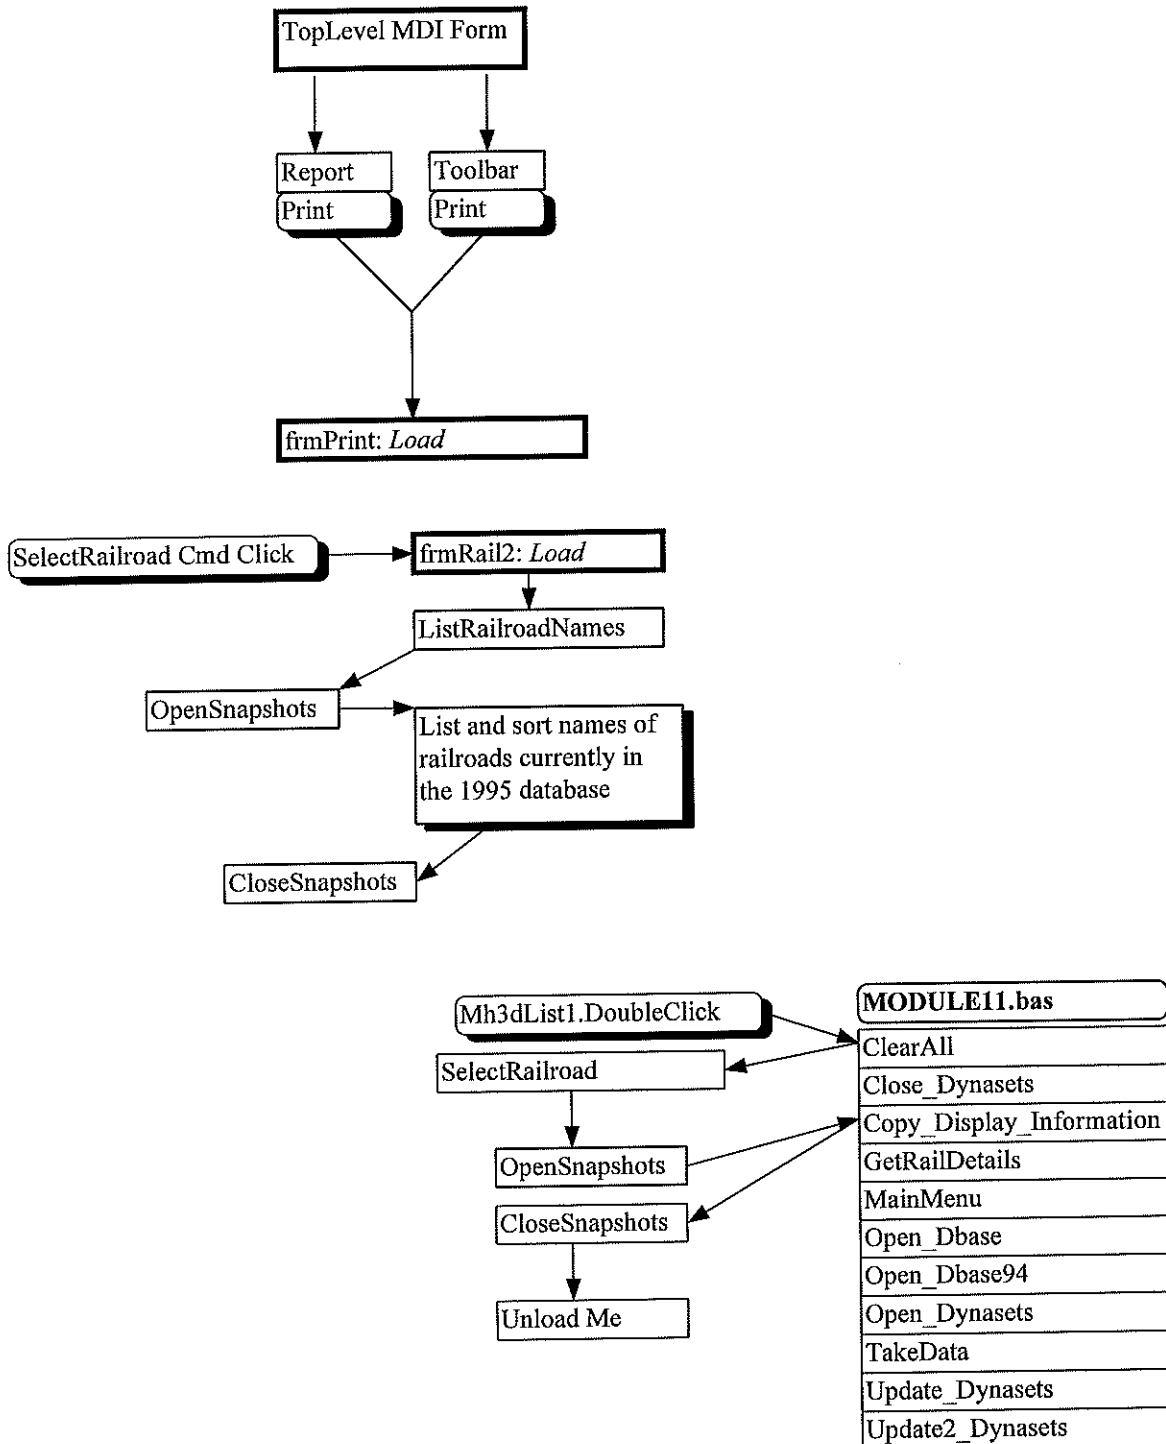 TopLevel MDI Form
Report
Toolbar
Print
Print
frmPrint: Load
SelectRailroad Cmd Click
frmRail2: Load
ListRailroadNames
OpenSnapshots
List and sort names of
railroads currently in
the 1995 database
CloseSnapshots
Mh3dList1.DoubleClick
SelectRailroad
OpenSnapshots
CloseSnapshots
Unload Me
MODULE11.bas
ClearAll
Close_Dynasets
Copy_Display_Information
GetRailDetails
MainMenu
Open_Dbase
Open_Dbase94
Open_Dynasets
TakeData
Update_Dynasets
Update2_Dynasets